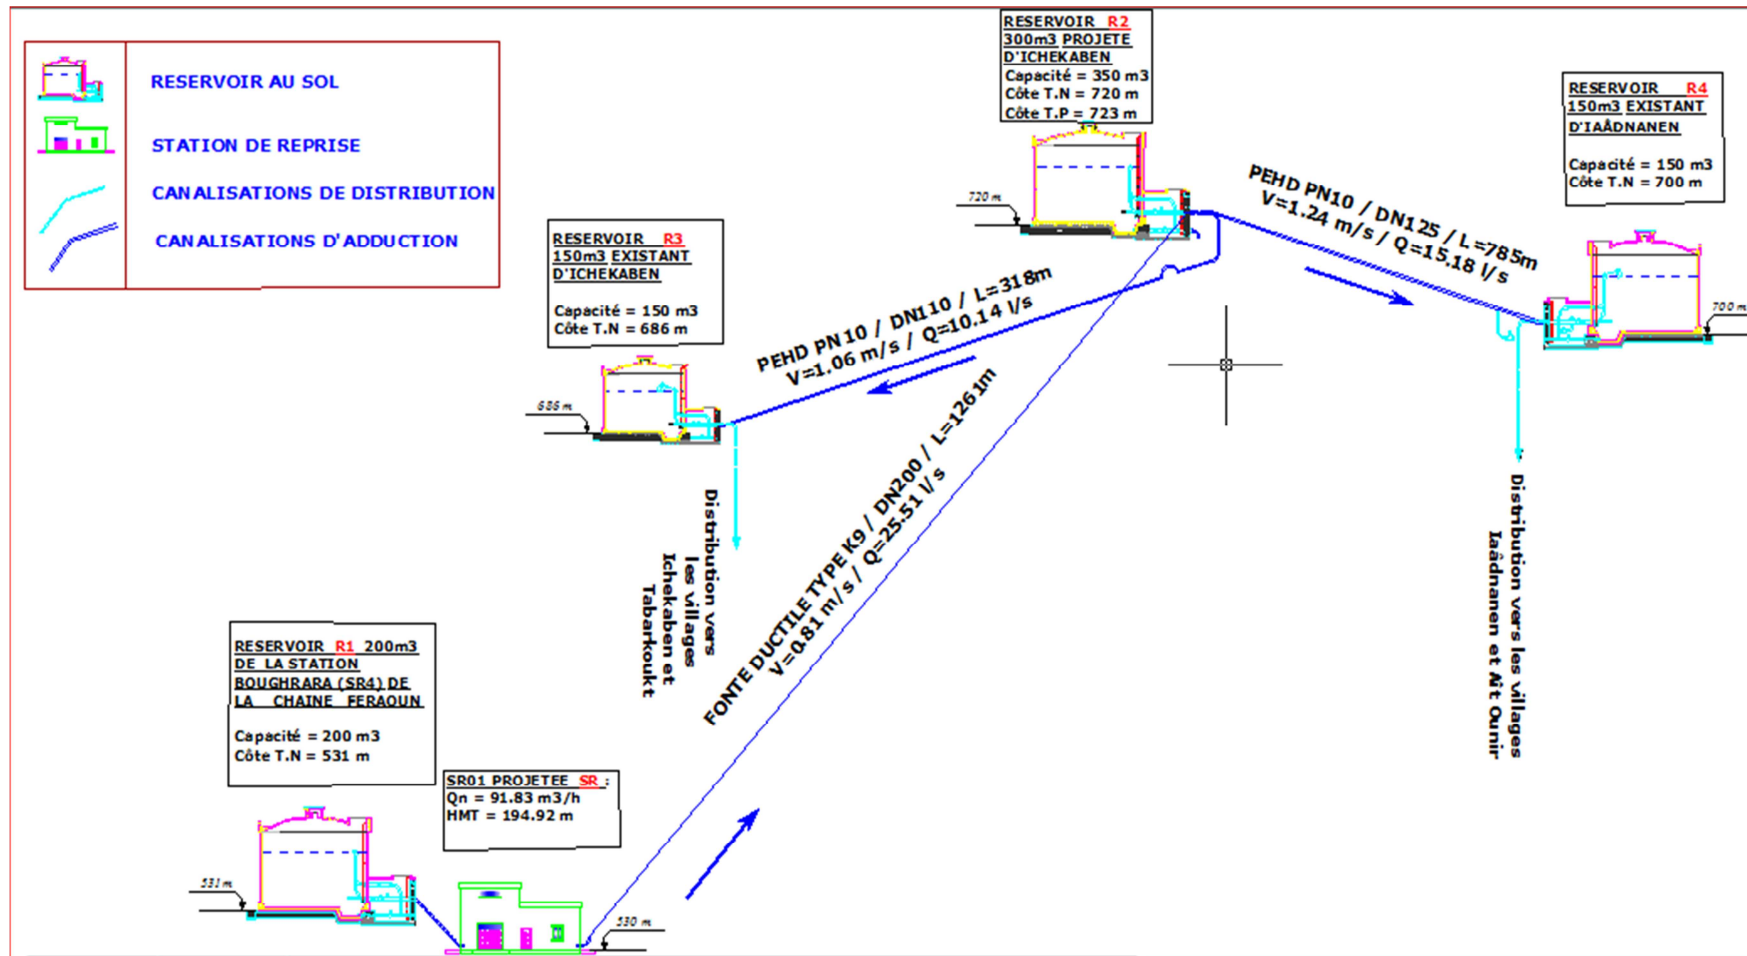 RESERVOIR AU SOL
STATION DE REPRISE
CANALISATIONS DE DISTRIBUTION
CANALISATIONS D'ADDUCTION
RESERVOIR R2
300m3 PROJETE
D'ICHEKABEN
Capacité = 350 m3
Côte T.N = 720 m
Côte T.P = 723 m
720 m
RESERVOIR R4
150m3 EXISTANT
D'IAÂDNANEN
Capacité = 150 m3
Côte T.N = 700 m
700 m
PEHD PN10 / DN125 / L=785m
V=1.24 m/s / Q=15.18 l/s
RESERVOIR R3
150m3 EXISTANT
D'ICHEKABEN
Capacité = 150 m3
Côte T.N = 686 m
686 m
PEHD PN10 / DN110 / L=318m
V=1.06 m/s / Q=10.14 l/s
FONTE DUCTILE TYPE K9 / DN200 / L=1261m
V=0.81 m/s / Q=25.51 l/s
Distribution vers
les villages
Ichekaben et
Tabarkoukt
Distribution vers les villages
Iaâdnanen et Aït Ounir
RESERVOIR R1 200m3
DE LA STATION
BOUGHRARA (SR4) DE
LA CHAINE FERAOUN
Capacité = 200 m3
Côte T.N = 531 m
531 m
SR01 PROJETEE SR :
Qn = 91.83 m3/h
HMT = 194.92 m
530 m